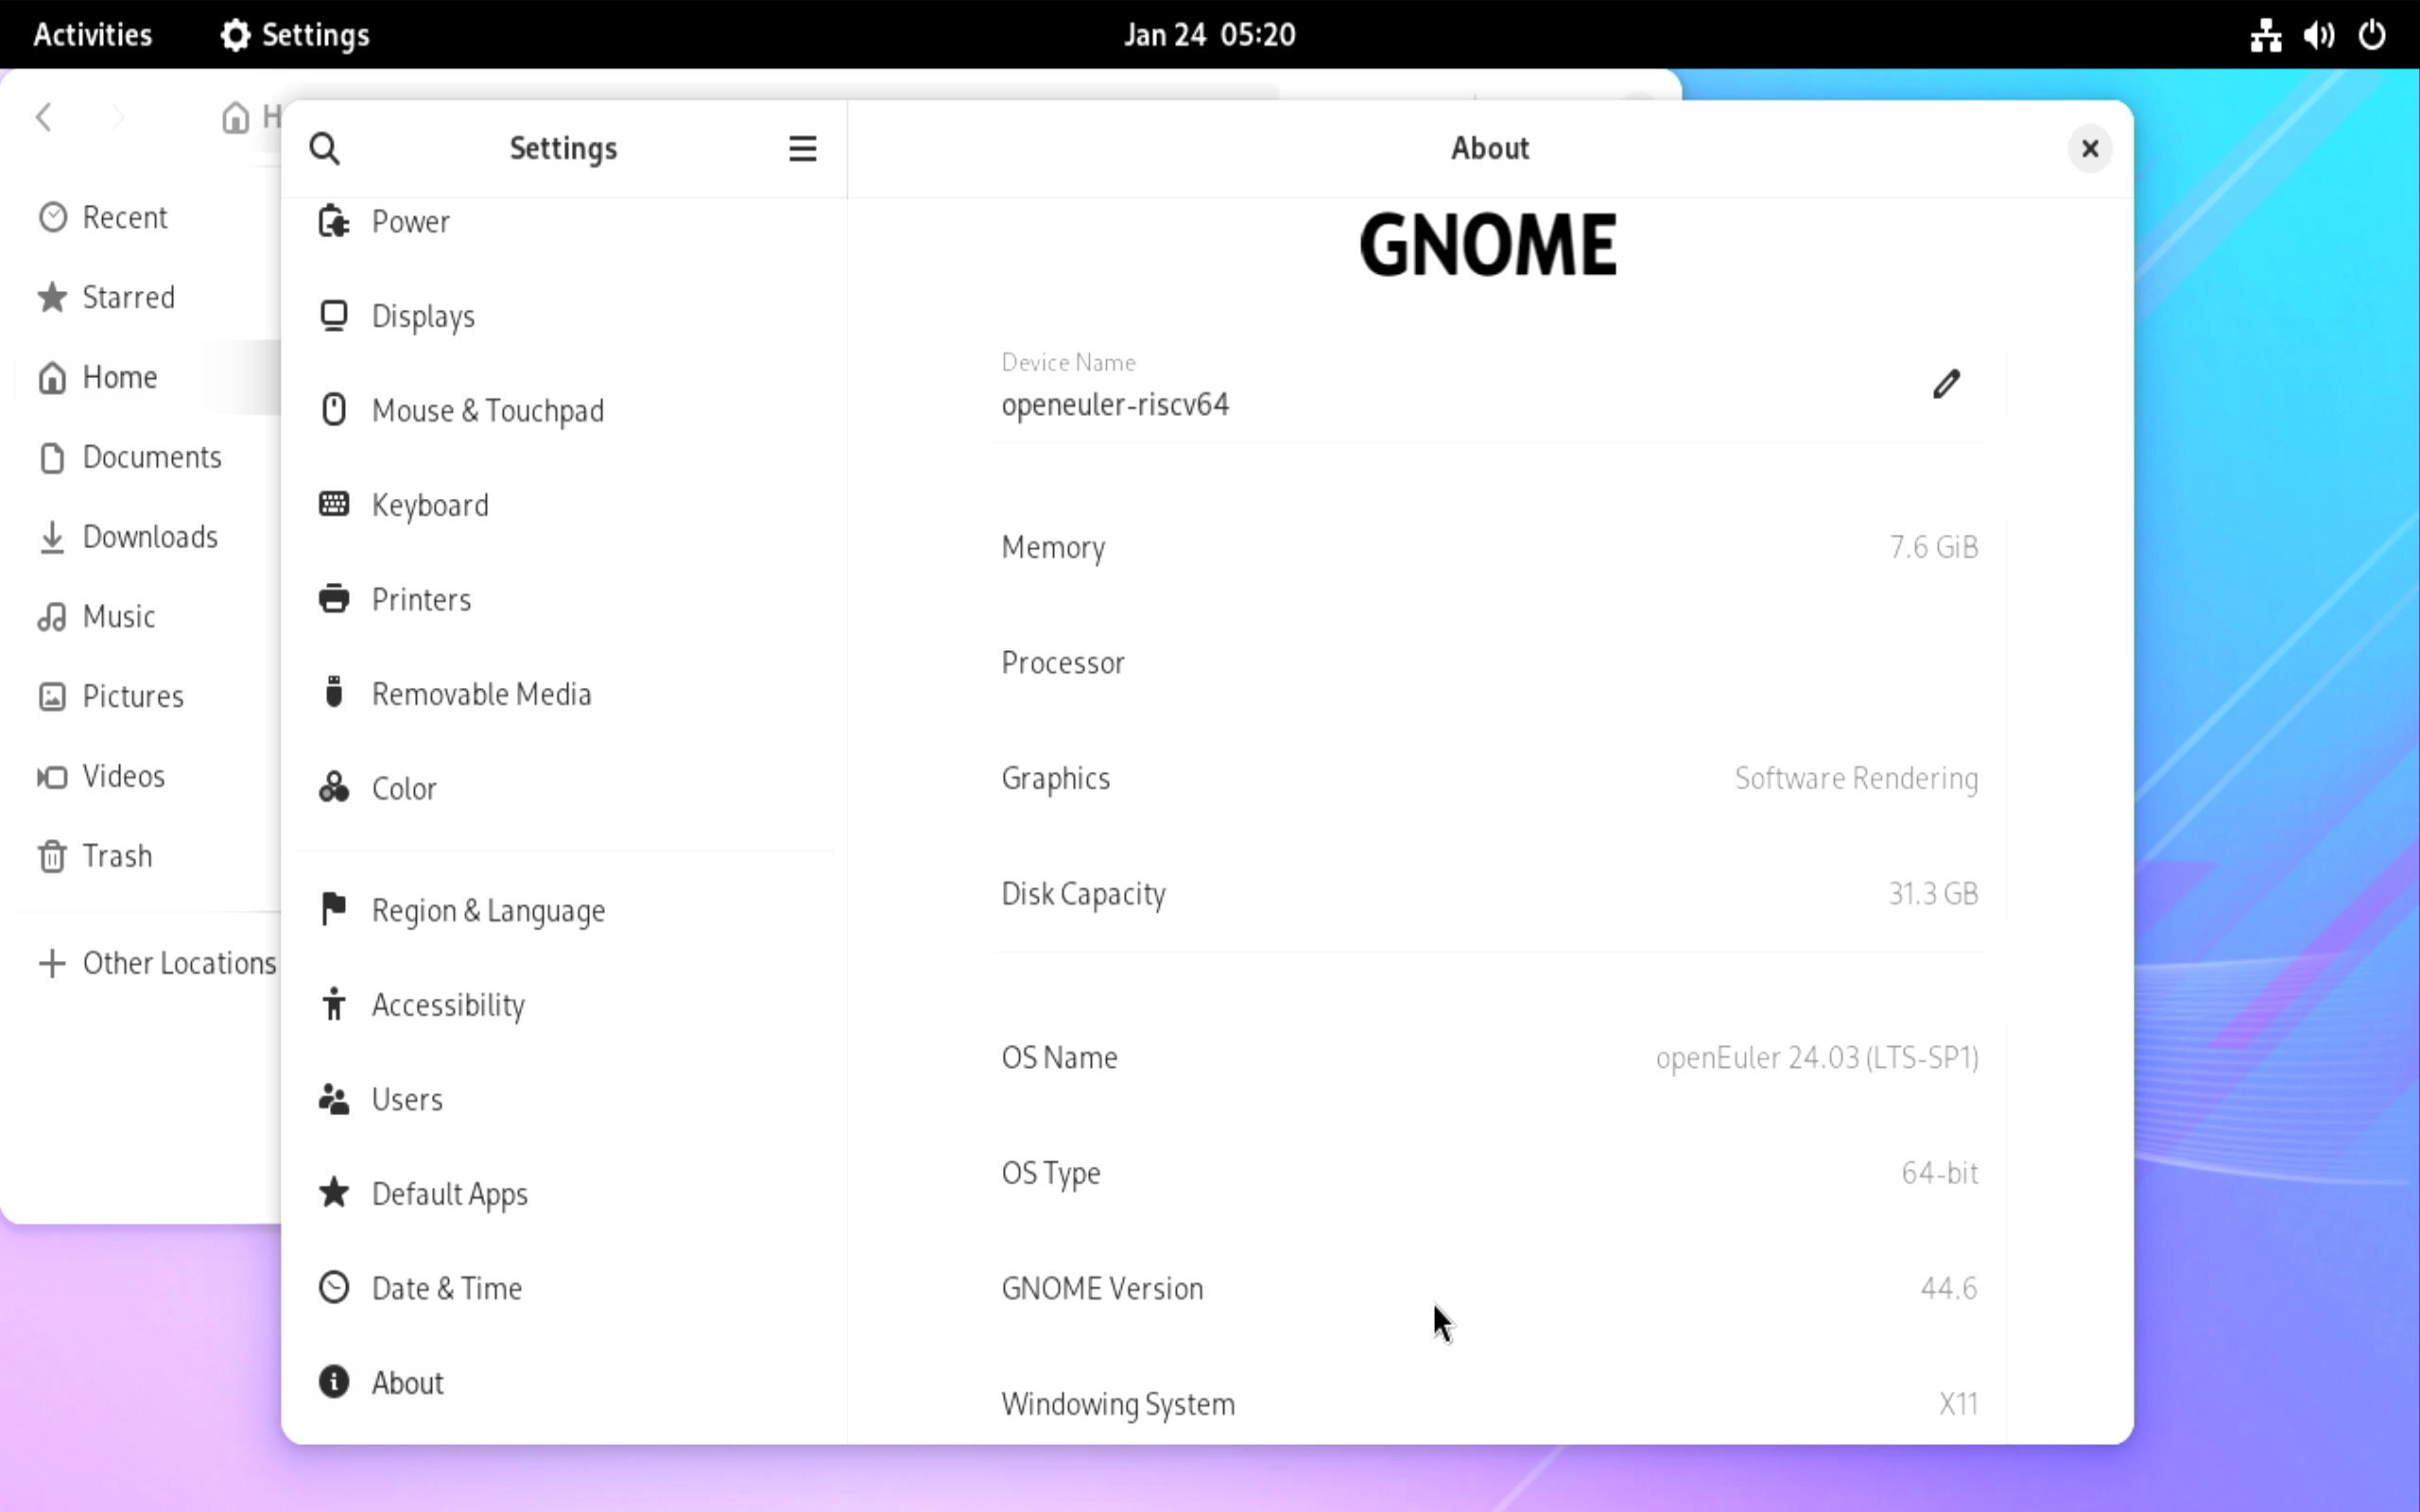 Activities
Settings
Jan 24 05:20
H
Recent
Starred
Home
Documents
Downloads
Music
Pictures
Videos
Trash
Other Locations
Settings
Power
Displays
Mouse & Touchpad
Keyboard
Printers
Removable Media
Color
Region & Language
Accessibility
Users
Default Apps
Date & Time
About
About
GNOME
Device Name
openeuler-riscv64
Memory 7.6 GiB
Processor
Graphics Software Rendering
Disk Capacity 31.3 GB
OS Name openEuler 24.03 (LTS-SP1)
OS Type 64-bit
GNOME Version 44.6
Windowing System X11